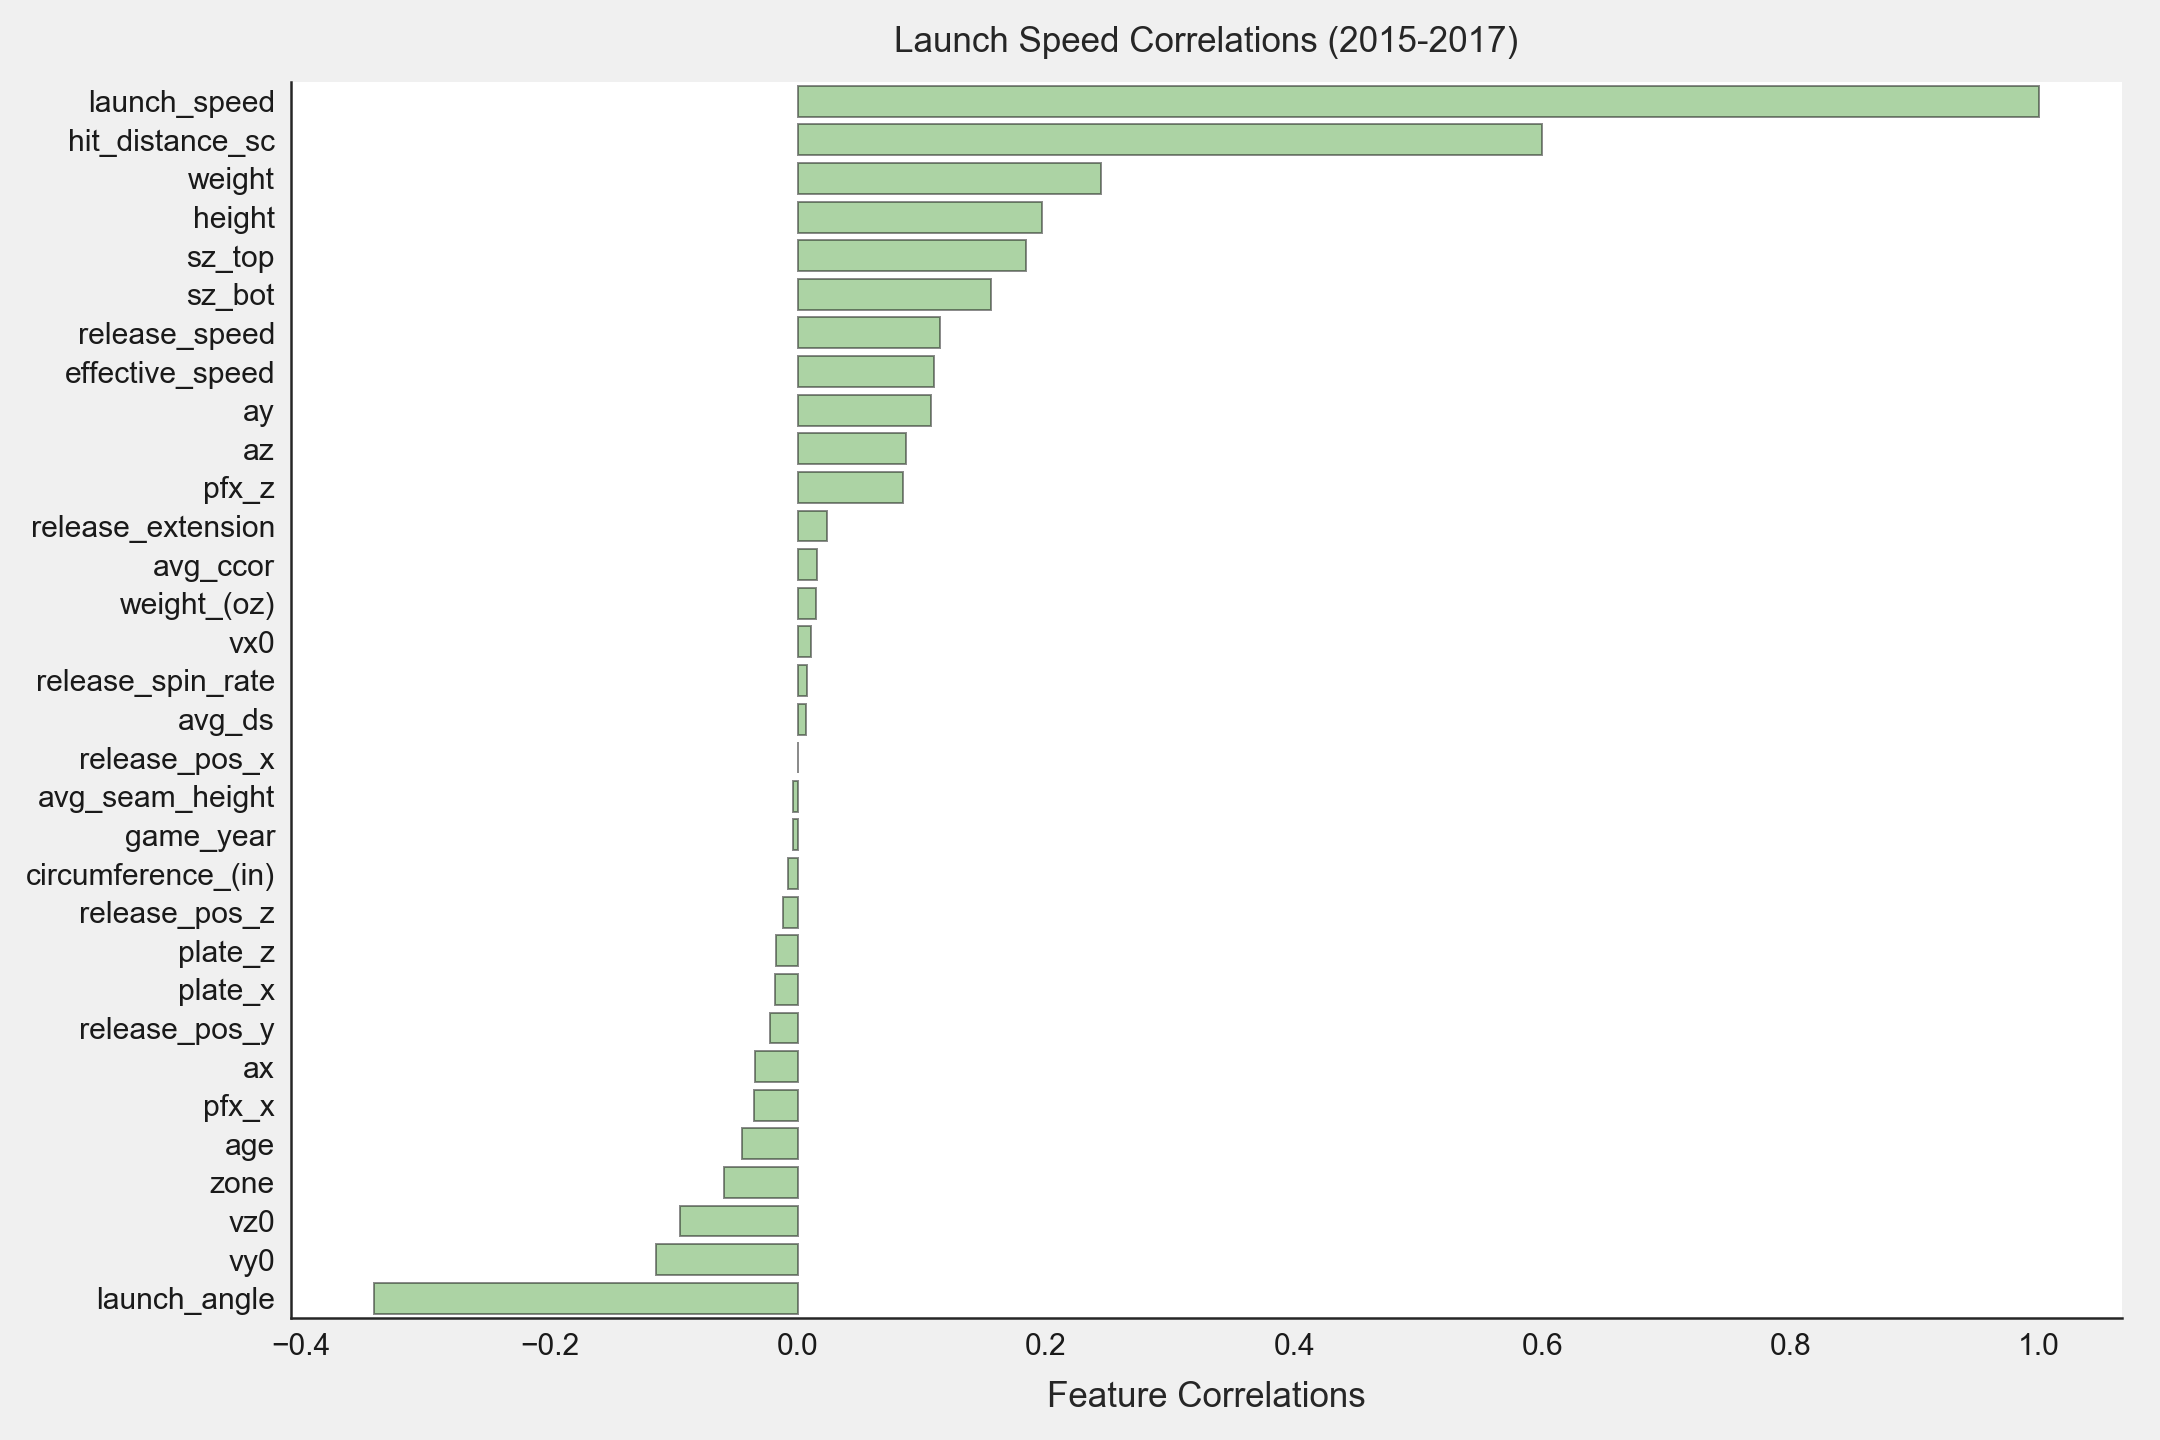 Launch Speed Correlations (2015-2017)
launch_speed
hit_distance_sc
weight
height
sz_top
sz_bot
release_speed
effective_speed
ay
az
pfx_z
release_extension
avg_ccor
weight_(oz)
vx0
release_spin_rate
avg_ds
release_pos_x
avg_seam_height
game_year
circumference_(in)
release_pos_z
plate_z
plate_x
release_pos_y
ax
pfx_x
age
zone
vz0
vy0
launch_angle
−0.4 −0.2 0.0 0.2 0.4 0.6 0.8 1.0
Feature Correlations